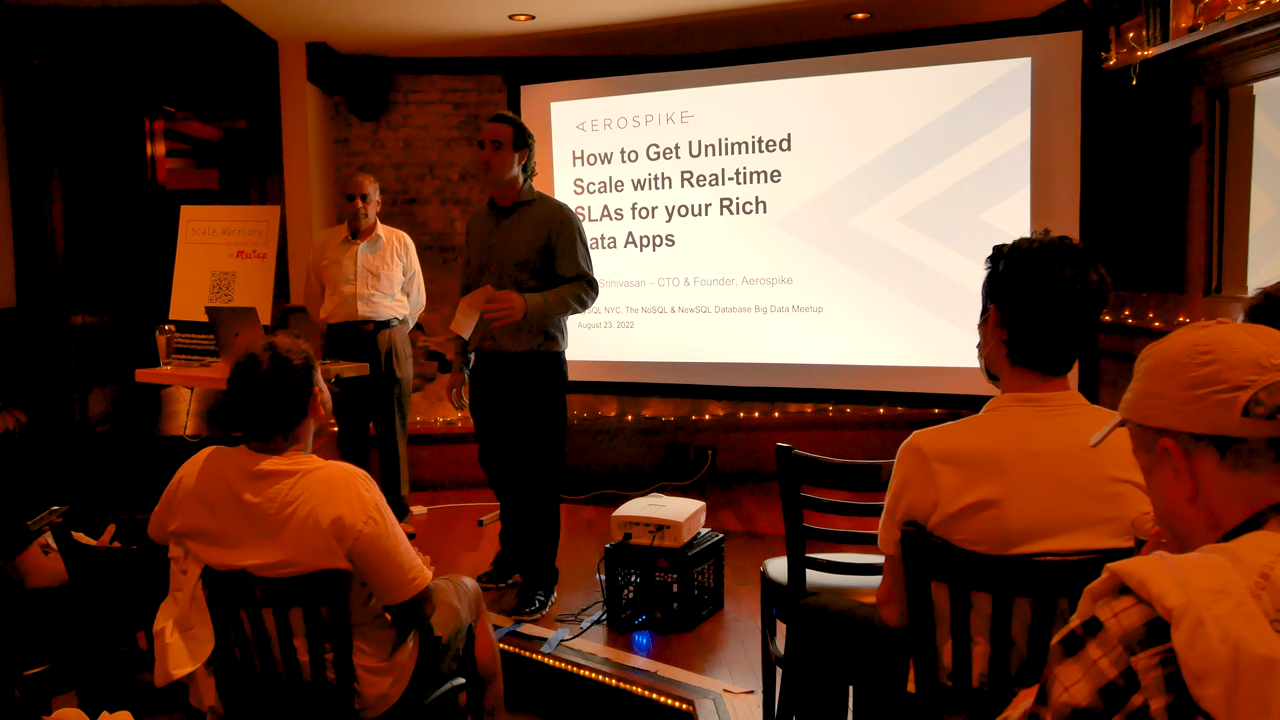 Scale Warriors
meetup
AEROSPIKE
How to Get Unlimited
Scale with Real-time
SLAs for your Rich
ata Apps
Srinivasan – CTO & Founder, Aerospike
SQL NYC, The NoSQL & NewSQL Database Big Data Meetup
August 23, 2022